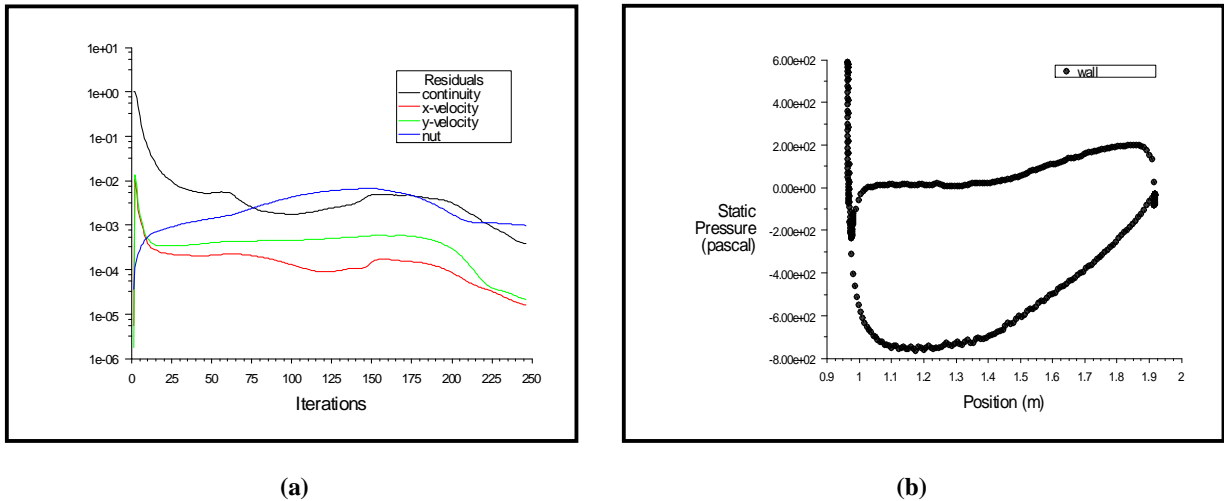 1e+01
1e+00
1e-01
1e-02
1e-03
1e-04
1e-05
1e-06
0 25 50 75 100 125 150 175 200 225 250
Iterations
Residuals
continuity
x-velocity
y-velocity
nut
(a)
6.00e+02
4.00e+02
2.00e+02
0.00e+00
-2.00e+02
-4.00e+02
-6.00e+02
-8.00e+02
Static
Pressure
(pascal)
0.9 1 1.1 1.2 1.3 1.4 1.5 1.6 1.7 1.8 1.9 2
Position (m)
wall
(b)